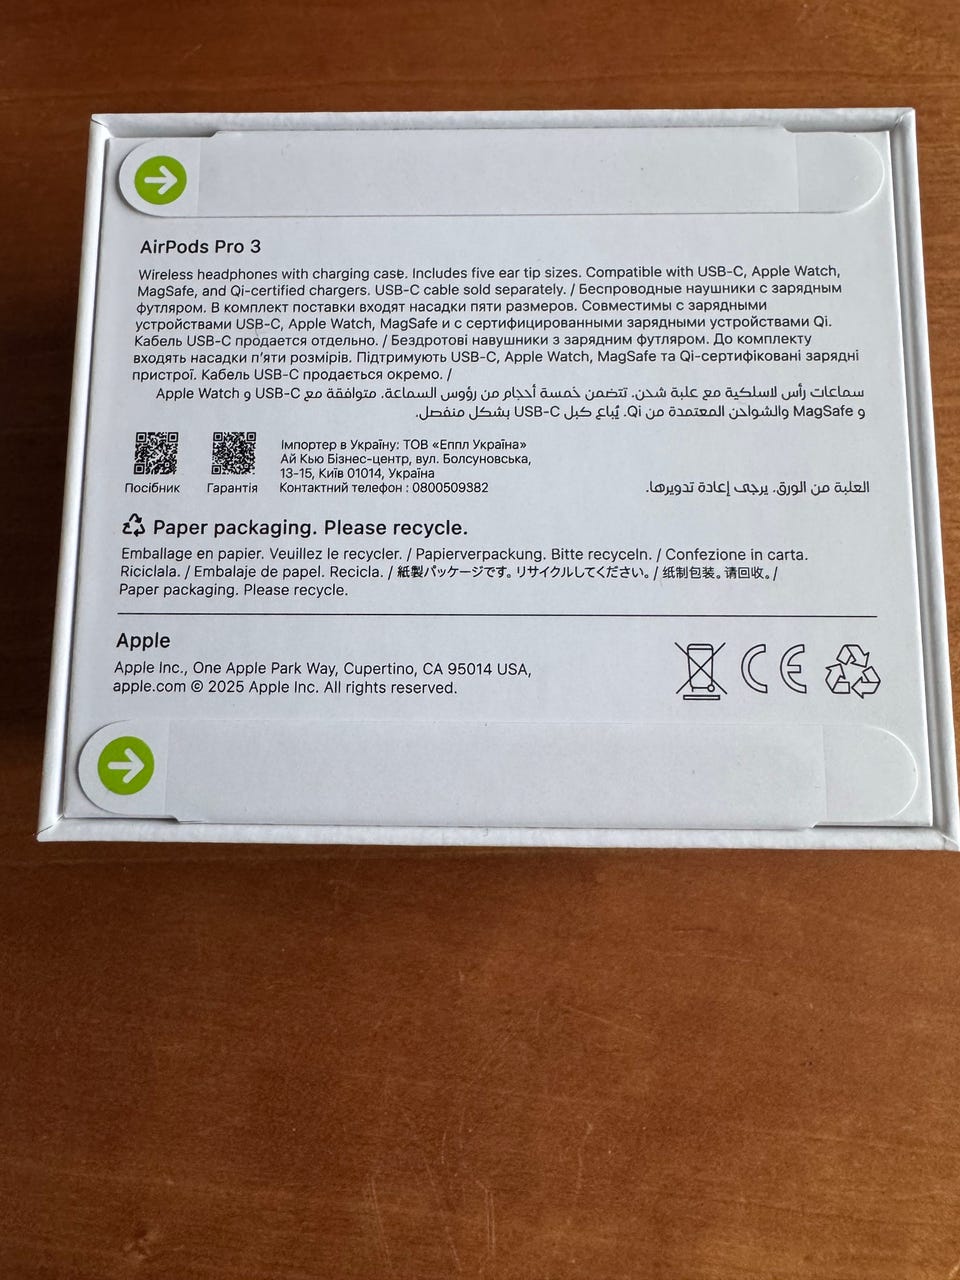 AirPods Pro 3
Wireless headphones with charging case. Includes five ear tip sizes. Compatible with USB-C, Apple Watch,
MagSafe, and Qi-certified chargers. USB-C cable sold separately. / Беспроводные наушники с зарядным
футляром. В комплект поставки входят насадки пяти размеров. Совместимы с зарядными
устройствами USB-C, Apple Watch, MagSafe и с сертифицированными зарядными устройствами Qi.
Кабель USB-C продается отдельно. / Бездротові навушники з зарядним футляром. До комплекту
входять насадки п'яти розмірів. Підтримують USB-C, Apple Watch, MagSafe та Qi-сертифіковані зарядні
пристрої. Кабель USB-C продається окремо. /
سماعات رأس لاسلكية مع علبة شحن. تتضمن خمسة أحجام من رؤوس السماعة. متوافقة مع USB-C و Apple Watch
و MagSafe والشواحن المعتمدة من Qi. يُباع كبل USB-C بشكل منفصل.
Посібник
Гарантія
Імпортер в Україну: ТОВ «Еппл Україна»
Ай Кью Бізнес-центр, вул. Болсуновська,
13-15, Київ 01014, Україна
Контактний телефон : 0800509382
العلبة من الورق. يرجى إعادة تدويرها.
Paper packaging. Please recycle.
Emballage en papier. Veuillez le recycler. / Papierverpackung. Bitte recyceln. / Confezione in carta.
Riciclala. / Embalaje de papel. Recicla. / 紙製パッケージです。リサイクルしてください。/ 纸制包装。请回收。/
Paper packaging. Please recycle.
Apple
Apple Inc., One Apple Park Way, Cupertino, CA 95014 USA,
apple.com © 2025 Apple Inc. All rights reserved.
CE